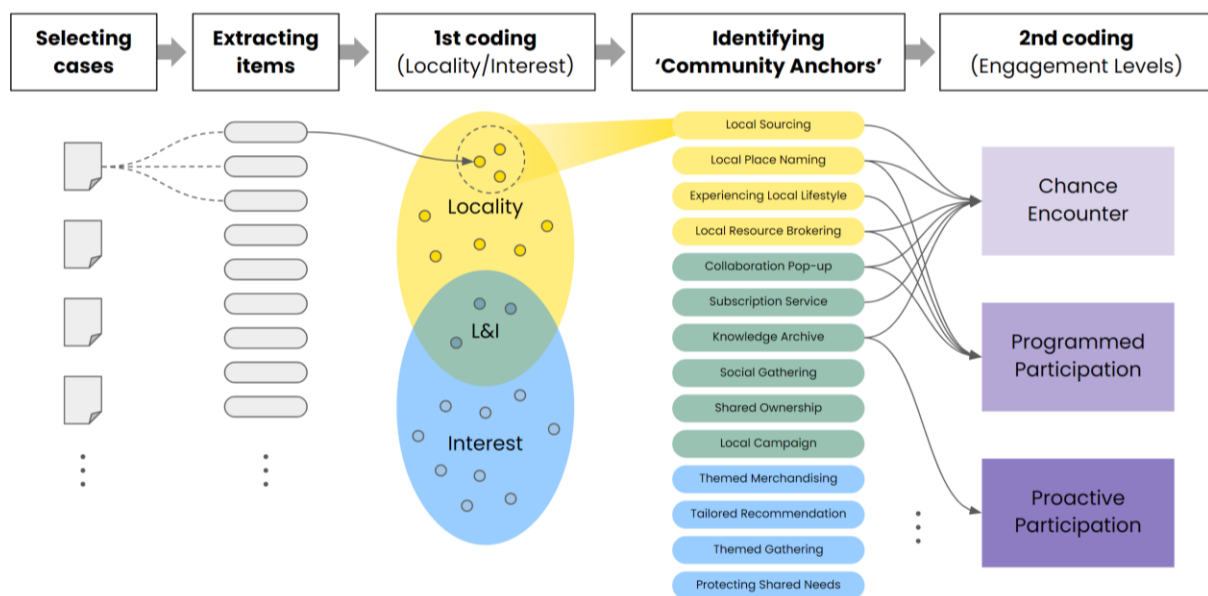 Selecting
cases
Extracting
items
1st coding
(Locality/Interest)
Identifying
‘Community Anchors’
2nd coding
(Engagement Levels)
Locality
L&I
Interest
Local Sourcing
Local Place Naming
Experiencing Local Lifestyle
Local Resource Brokering
Collaboration Pop-up
Subscription Service
Knowledge Archive
Social Gathering
Shared Ownership
Local Campaign
Themed Merchandising
Tailored Recommendation
Themed Gathering
Protecting Shared Needs
Chance
Encounter
Programmed
Participation
Proactive
Participation